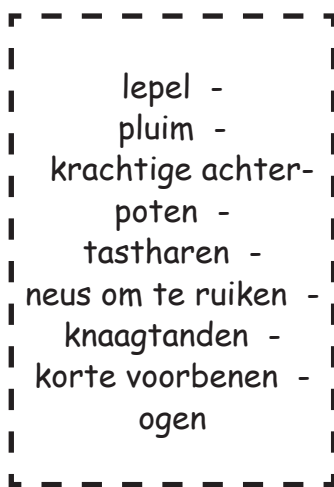 lepel -
pluim -
krachtige achter-
poten -
tastharen -
neus om te ruiken -
knaagtanden -
korte voorbenen -
ogen